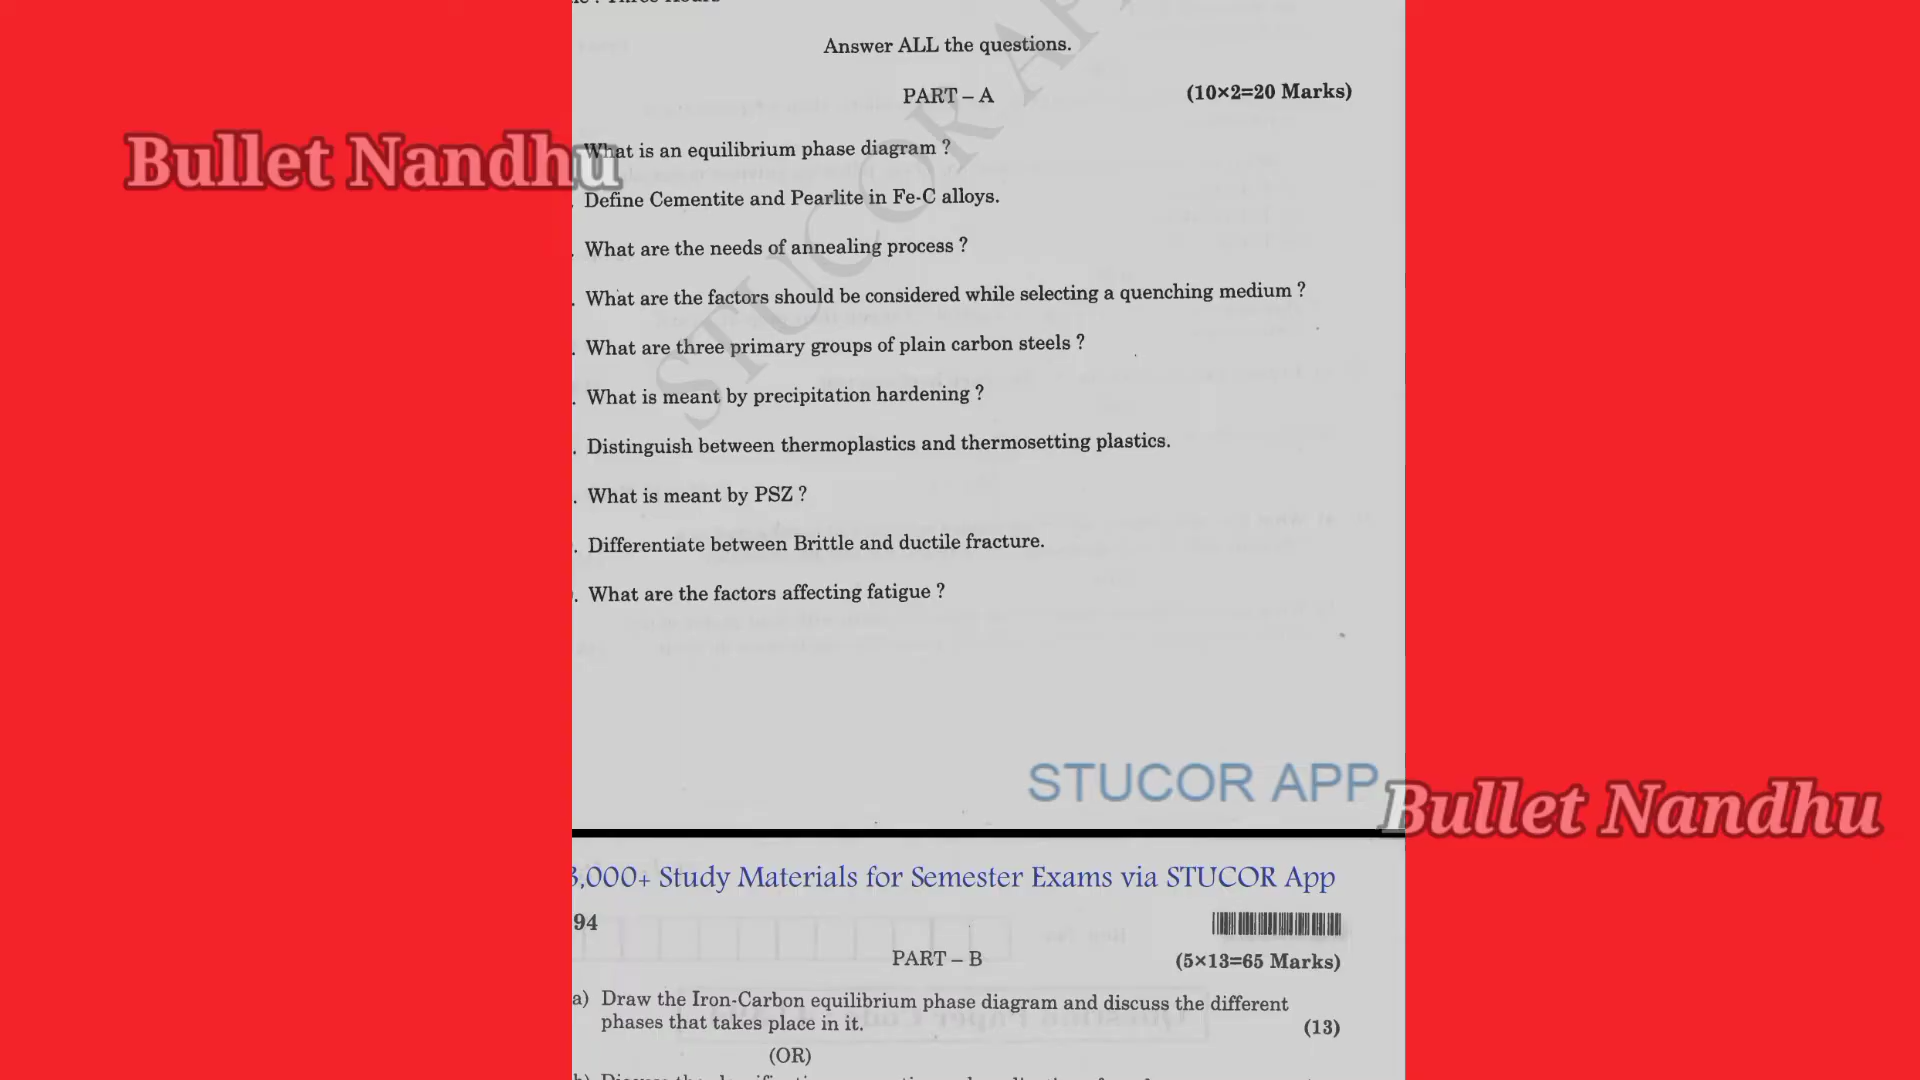 Three Hours
Answer ALL the questions.
PART – A
(10×2=20 Marks)
Bullet Nandhu
What is an equilibrium phase diagram ?
. Define Cementite and Pearlite in Fe-C alloys.
. What are the needs of annealing process ?
. What are the factors should be considered while selecting a quenching medium ?
. What are three primary groups of plain carbon steels ?
. What is meant by precipitation hardening ?
. Distinguish between thermoplastics and thermosetting plastics.
. What is meant by PSZ ?
. Differentiate between Brittle and ductile fracture.
. What are the factors affecting fatigue ?
STUCOR APP
STUCOR APP
Bullet Nandhu
3,000+ Study Materials for Semester Exams via STUCOR App
94
PART – B
(5×13=65 Marks)
a) Draw the Iron-Carbon equilibrium phase diagram and discuss the different
phases that takes place in it.
(13)
(OR)